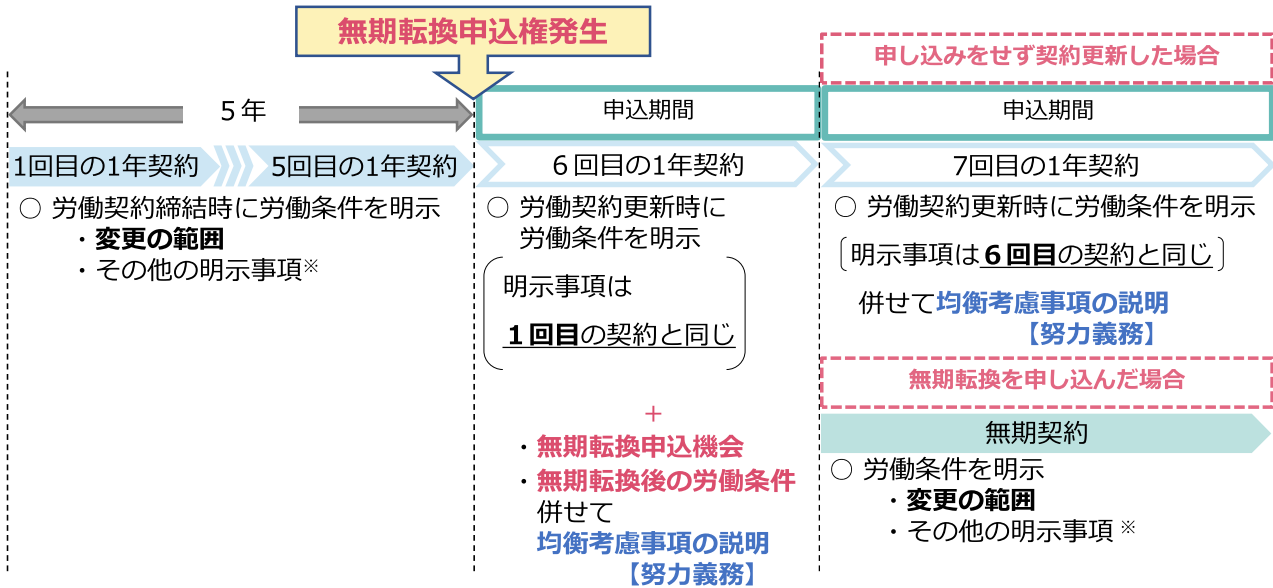 無期転換申込権発生
5年
1回目の1年契約
5回目の1年契約
○ 労働契約締結時に労働条件を明示
・変更の範囲
・その他の明示事項※
申込期間
6回目の1年契約
○ 労働契約更新時に
労働条件を明示
明示事項は
1回目の契約と同じ
+
・無期転換申込機会
・無期転換後の労働条件
併せて
均衡考慮事項の説明
【努力義務】
申し込みをせず契約更新した場合
申込期間
7回目の1年契約
○ 労働契約更新時に労働条件を明示
〔明示事項は6回目の契約と同じ〕
併せて均衡考慮事項の説明
【努力義務】
無期転換を申し込んだ場合
無期契約
○ 労働条件を明示
・変更の範囲
・その他の明示事項※